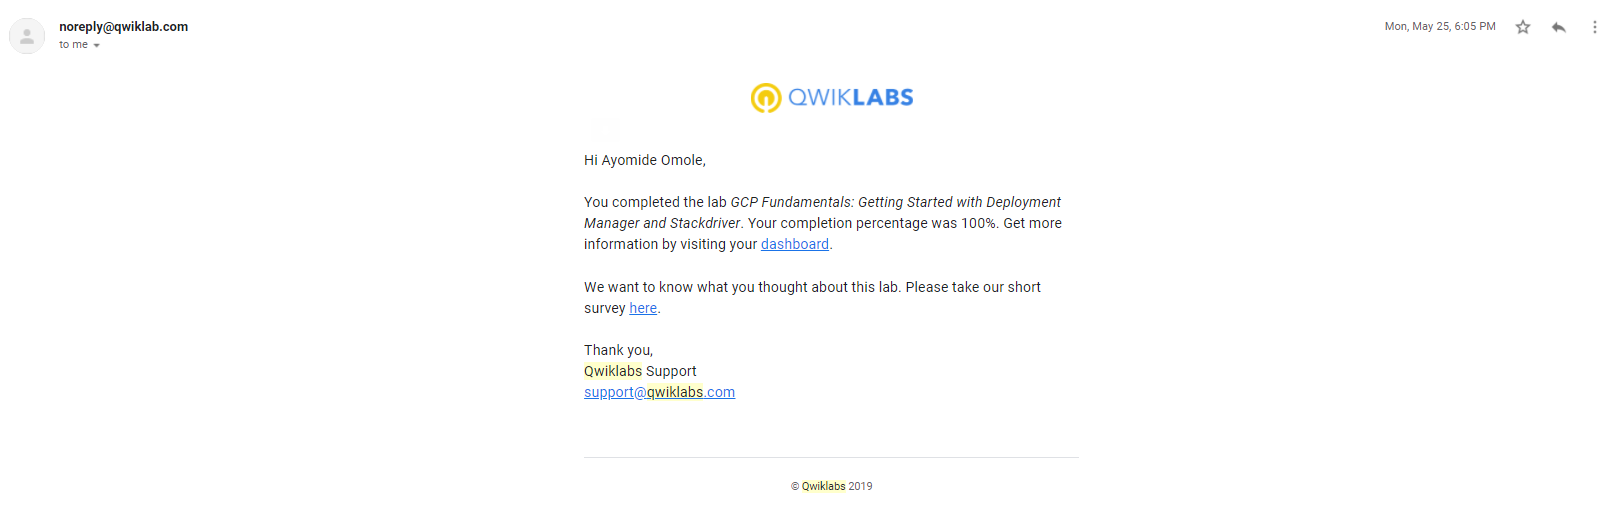 noreply@qwiklab.com
Mon, May 25, 6:05 PM
to me
QWIKLABS
Hi Ayomide Omole,
You completed the lab GCP Fundamentals: Getting Started with Deployment
Manager and Stackdriver. Your completion percentage was 100%. Get more
information by visiting your dashboard.
We want to know what you thought about this lab. Please take our short
survey here.
Thank you,
Qwiklabs Support
support@qwiklabs.com
© Qwiklabs 2019